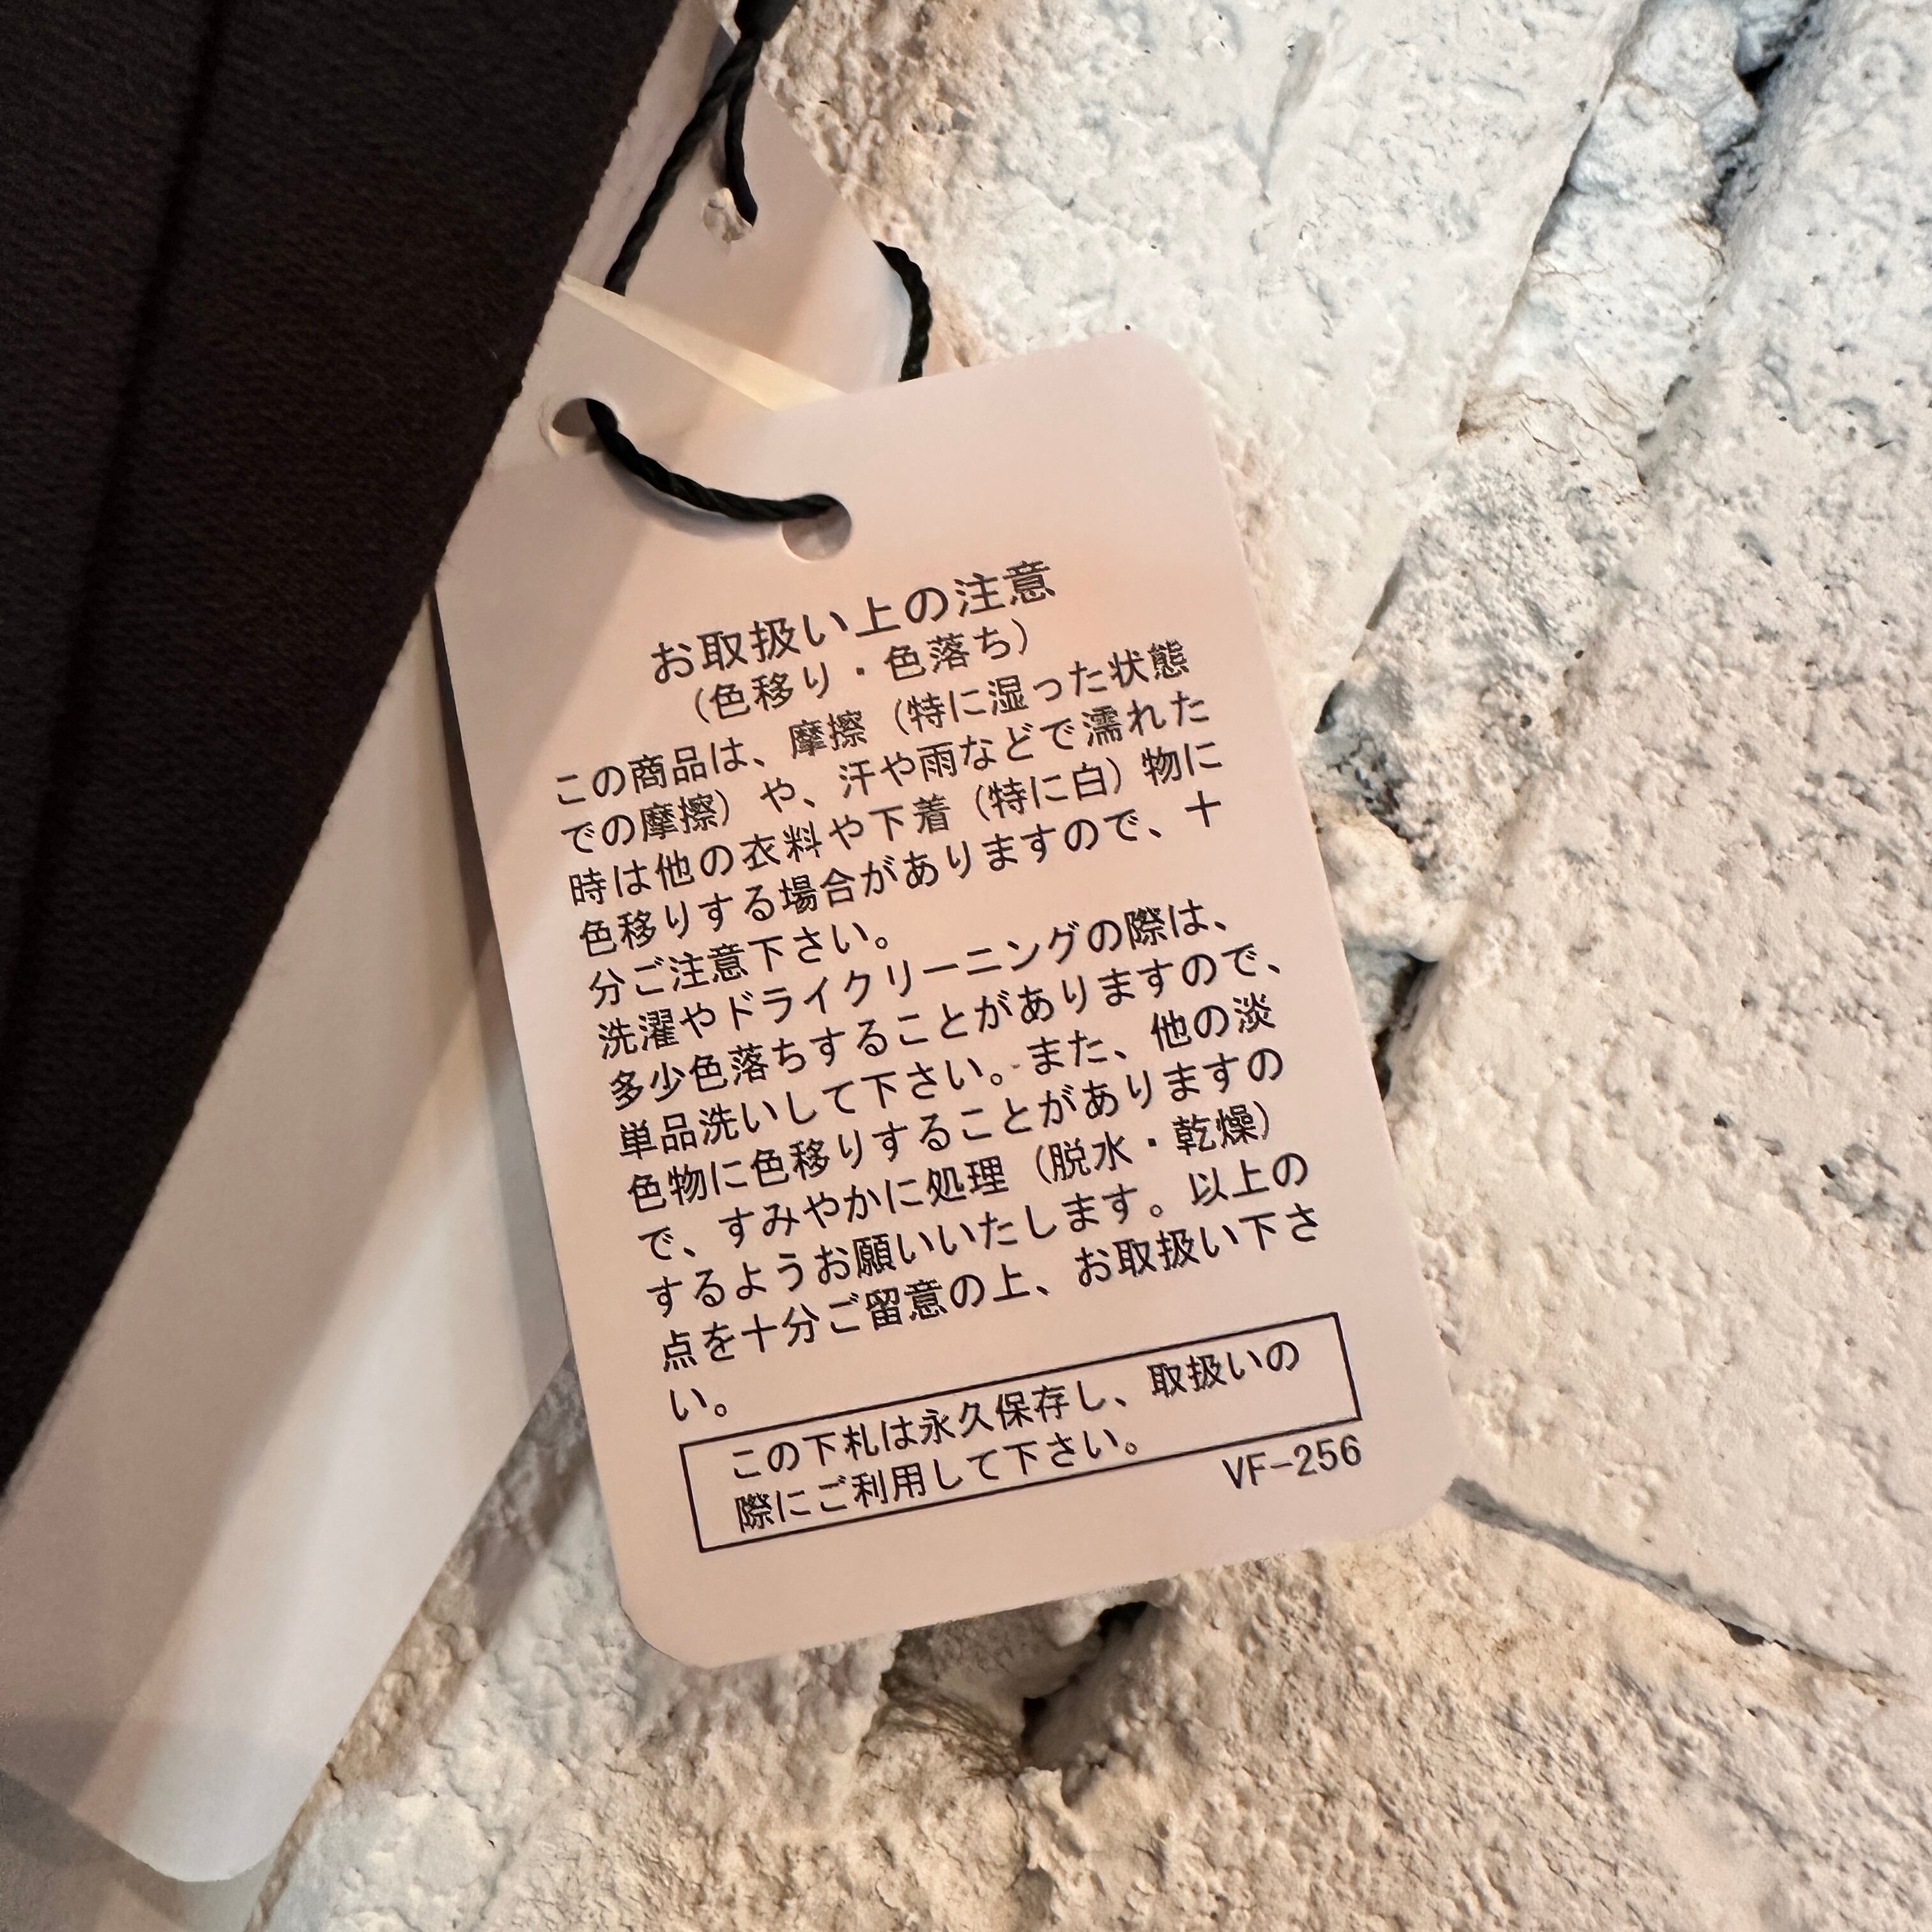 お取扱い上の注意
（色移り・色落ち）
この商品は、摩擦（特に湿った状態
での摩擦）や、汗や雨などで濡れた
時は他の衣料や下着（特に白）物に
色移りする場合がありますので、十
分ご注意下さい。
洗濯やドライクリーニングの際は、
多少色落ちすることがありますので、
単品洗いして下さい。また、他の淡
色物に色移りすることがありますの
で、すみやかに処理（脱水・乾燥）
するようお願いいたします。以上の
点を十分ご留意の上、お取扱い下さ
い。
この下札は永久保存し、取扱いの
際にご利用して下さい。
VF-256